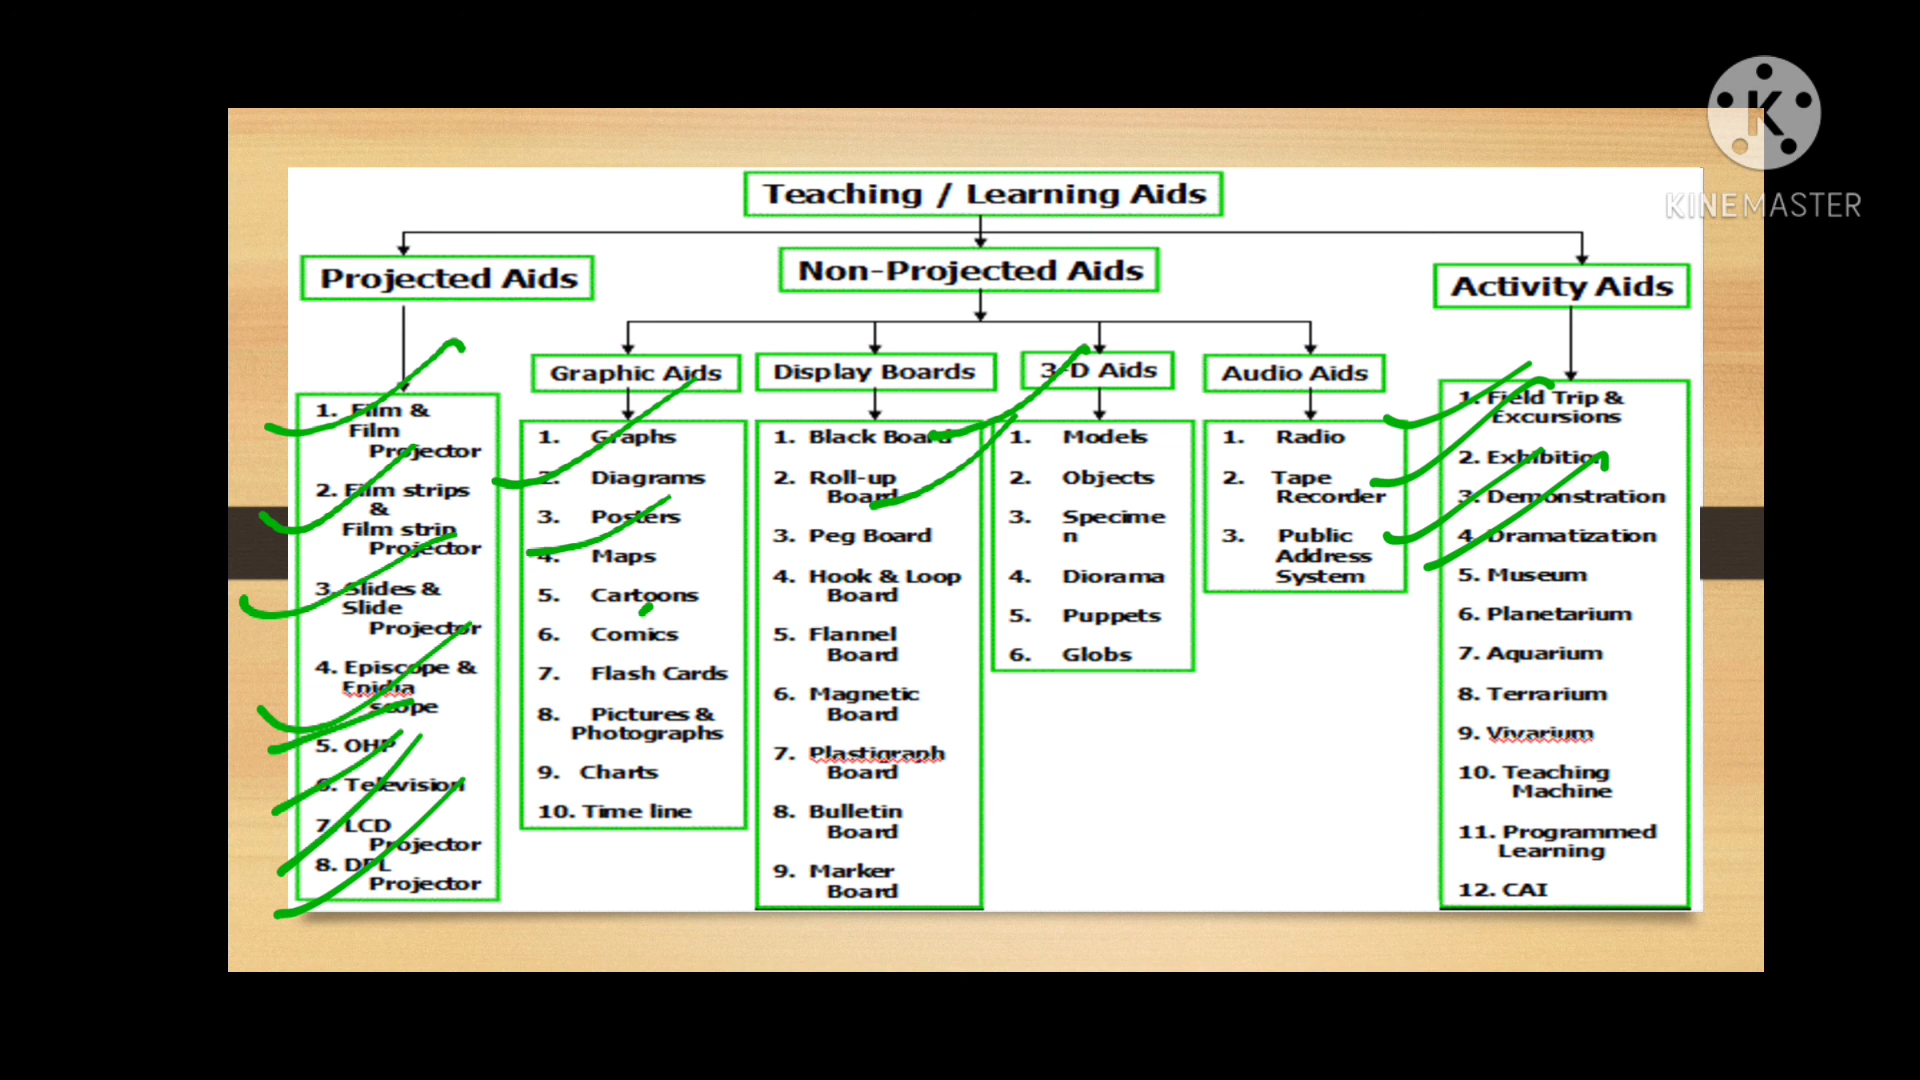 Teaching / Learning Aids
Projected Aids
Non-Projected Aids
Activity Aids
Graphic Aids
Display Boards
3-D Aids
Audio Aids
1. Film &
Film
Projector
2. Film strips
&
Film strip
Projector
3. Slides &
Slide
Projector
4. Episcope &
Epidia
scope
5. OHP
6. Television
7. LCD
Projector
8. DPL
Projector
1. Graphs
2. Diagrams
3. Posters
4. Maps
5. Cartoons
6. Comics
7. Flash Cards
8. Pictures &
Photographs
9. Charts
10. Time line
1. Black Board
2. Roll-up
Board
3. Peg Board
4. Hook & Loop
Board
5. Flannel
Board
6. Magnetic
Board
7. Plastigraph
Board
8. Bulletin
Board
9. Marker
Board
1. Models
2. Objects
3. Specime
n
4. Diorama
5. Puppets
6. Globs
1. Radio
2. Tape
Recorder
3. Public
Address
System
1. Field Trip &
Excursions
2. Exhibition
3. Demonstration
4. Dramatization
5. Museum
6. Planetarium
7. Aquarium
8. Terrarium
9. Vivarium
10. Teaching
Machine
11. Programmed
Learning
12. CAI
K
KINEMASTER